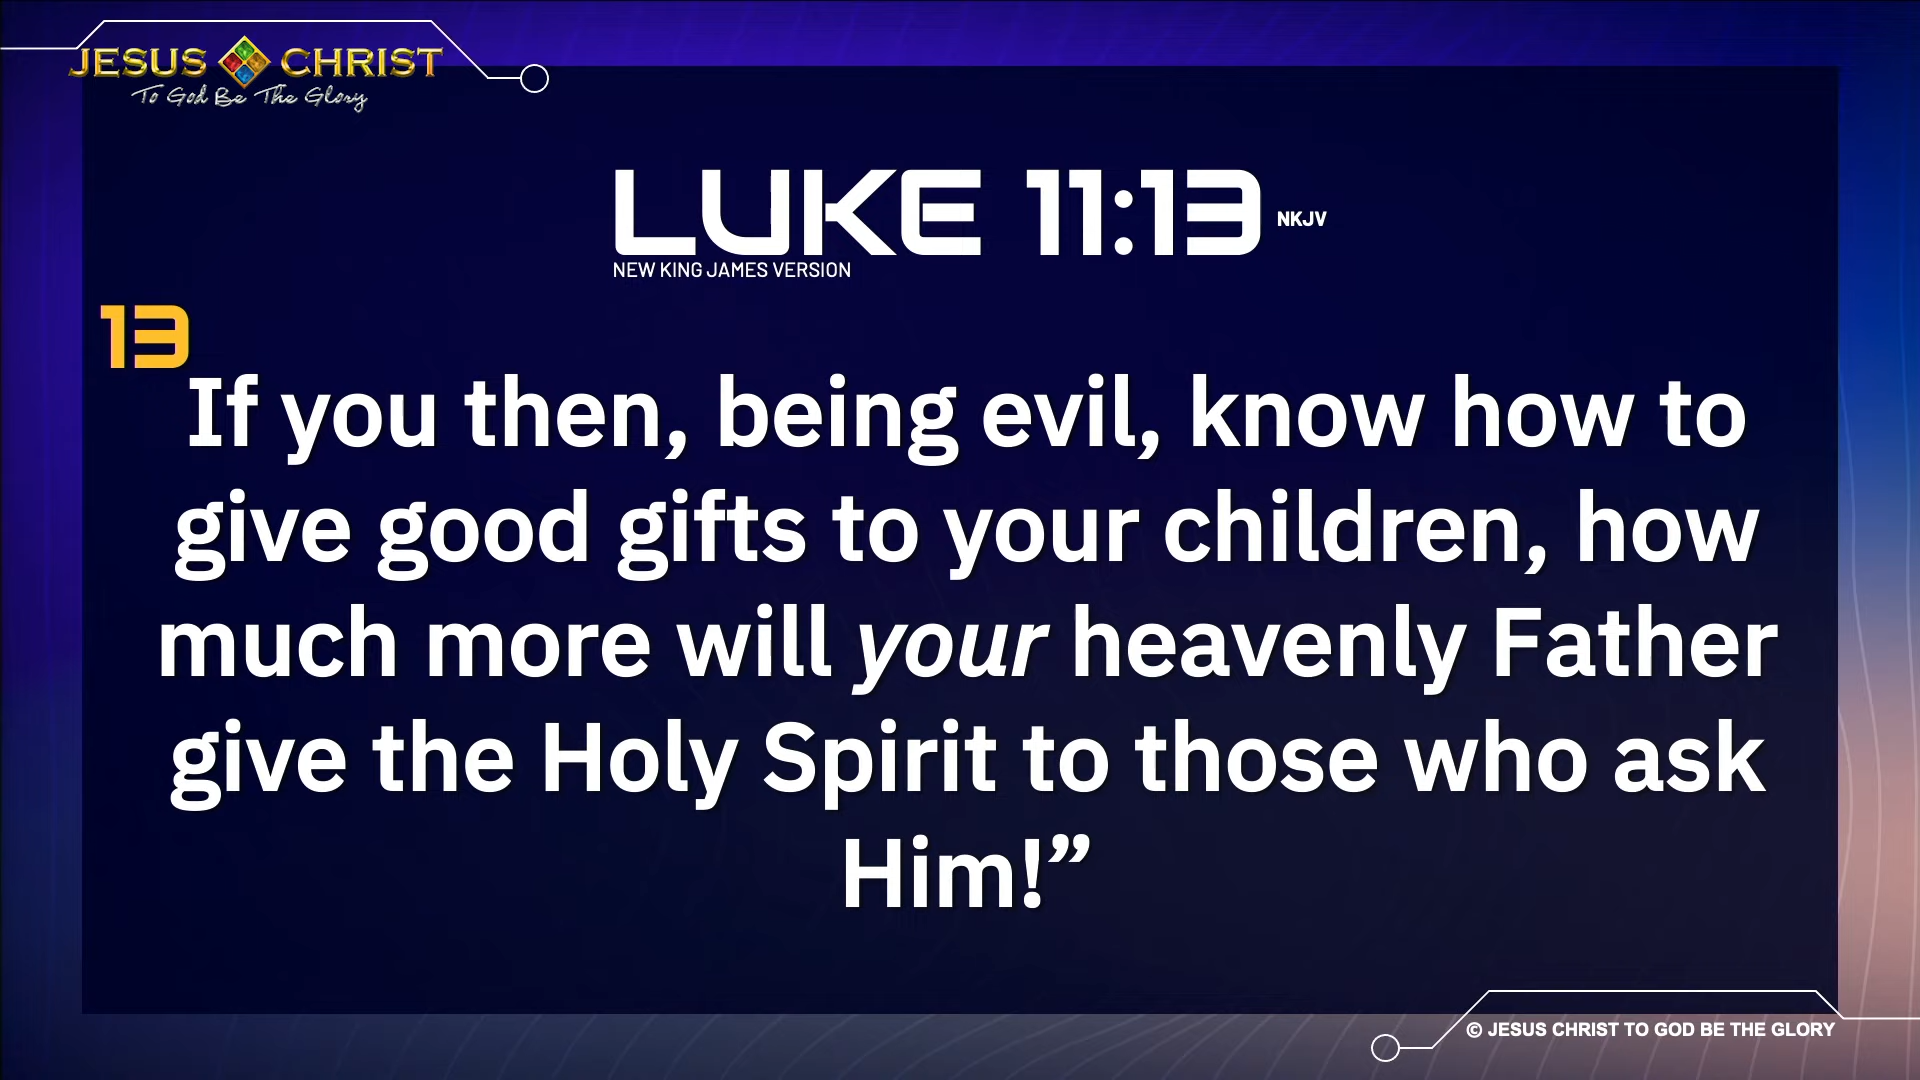 JESUS CHRIST
To God Be The Glory
LUKE 11:13 NKJV
NEW KING JAMES VERSION
13
If you then, being evil, know how to
give good gifts to your children, how
much more will your heavenly Father
give the Holy Spirit to those who ask
Him!”
© JESUS CHRIST TO GOD BE THE GLORY